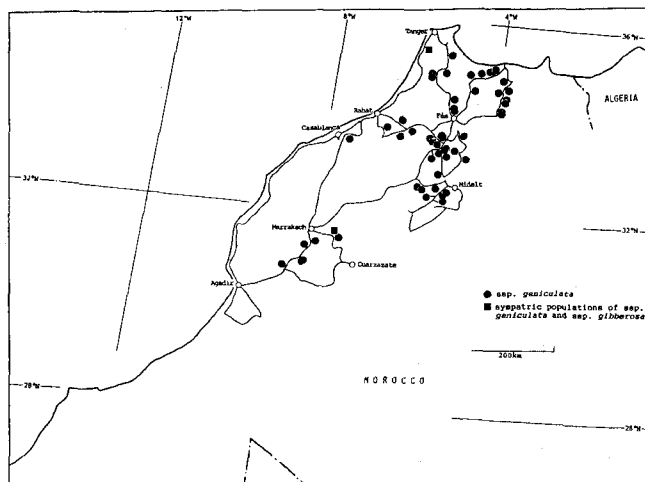 12°W
8°W
4°W
36°N
Tanger
ALGERIA
Rabat
Fés
Casablanca
32°N
Midelt
Marrakech
32°N
Ouarzazate
Agadir
ssp. geniculata
sympatric populations of ssp.
geniculata and ssp. gibberosa
200km
MOROCCO
28°N
28°N